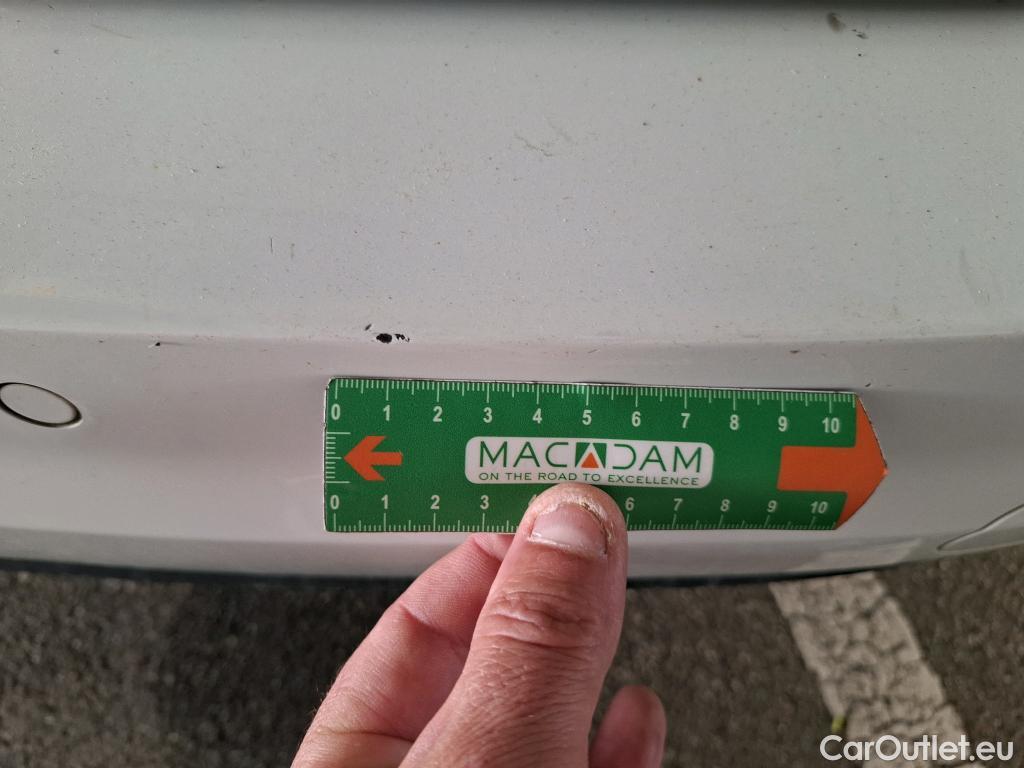 0 1 2 3 4 5 6 7 8 9 10
MACADAM
ON THE ROAD TO EXCELLENCE
0 1 2 3 6 7 8 9 10
CarOutlet.eu